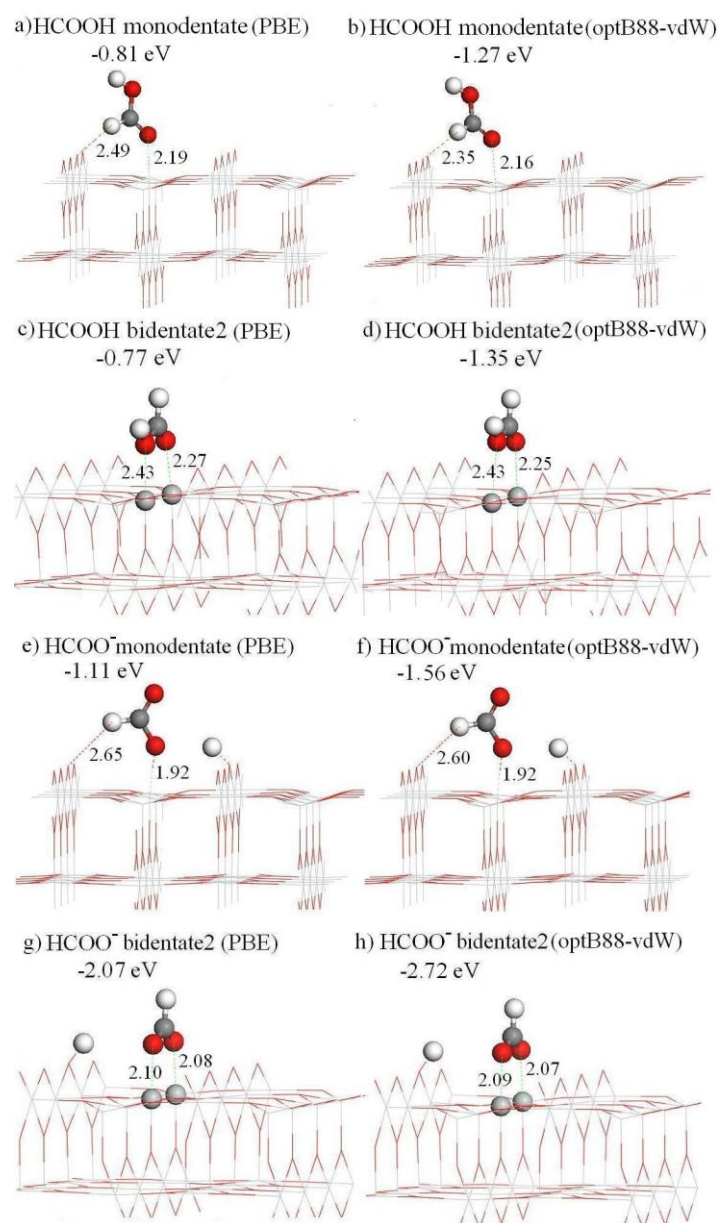 a) HCOOH monodentate (PBE)
-0.81 eV
b) HCOOH monodentate(optB88-vdW)
-1.27 eV
2.49
2.19
2.35
2.16
c) HCOOH bidentate2 (PBE)
-0.77 eV
d) HCOOH bidentate2 (optB88-vdW)
-1.35 eV
2.43
2.27
2.43
2.25
e) HCOO⁻monodentate (PBE)
-1.11 eV
f) HCOO⁻monodentate(optB88-vdW)
-1.56 eV
2.65
1.92
2.60
1.92
g) HCOO⁻ bidentate2 (PBE)
-2.07 eV
h) HCOO⁻ bidentate2(optB88-vdW)
-2.72 eV
2.10
2.08
2.09
2.07